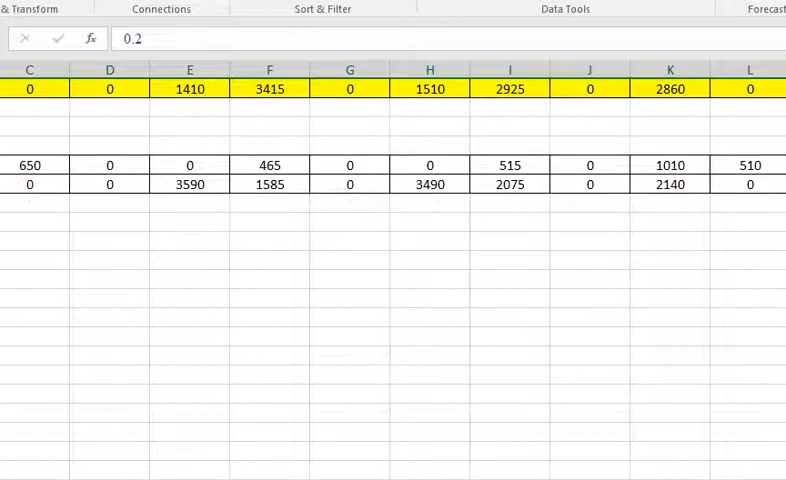 & Transform Connections Sort & Filter Data Tools Forecast
fx 0.2
C D E F G H I J K L
0 0 1410 3415 0 1510 2925 0 2860 0
650 0 0 465 0 0 515 0 1010 510
0 0 3590 1585 0 3490 2075 0 2140 0